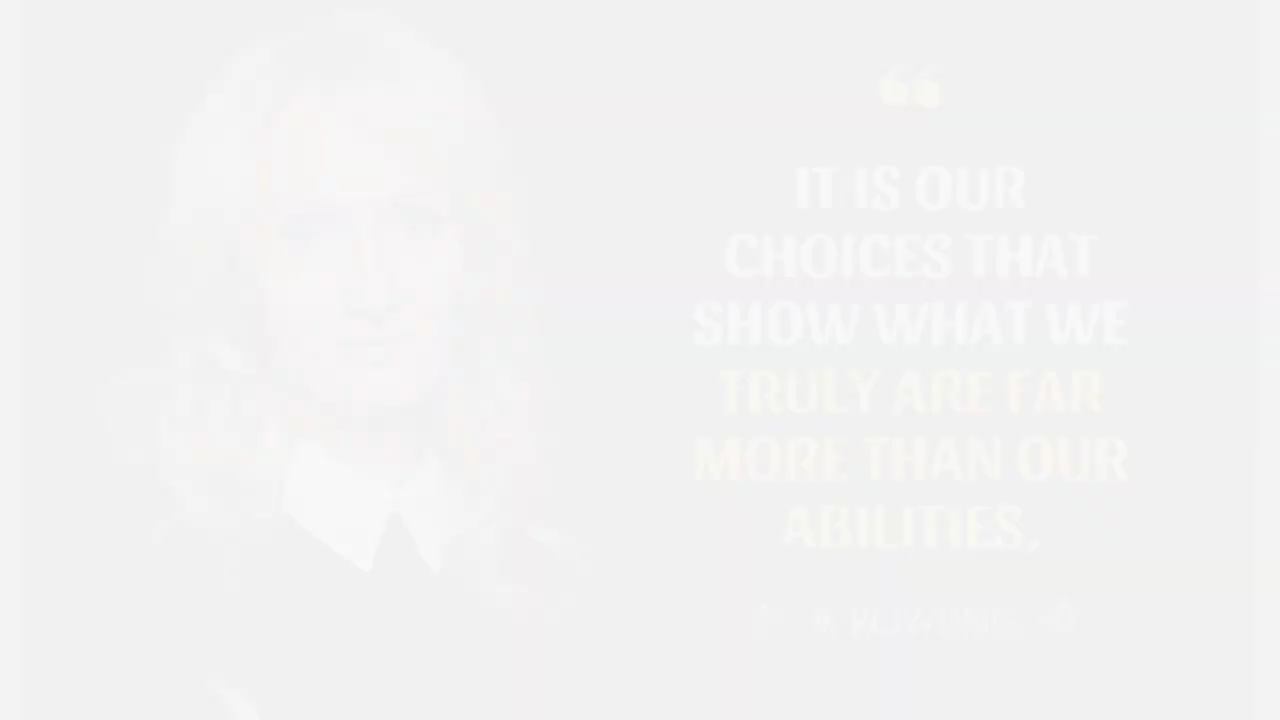 ❝
IT IS OUR
CHOICES THAT
SHOW WHAT WE
TRULY ARE FAR
MORE THAN OUR
ABILITIES,